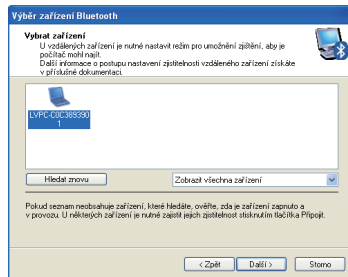 Výběr zařízení Bluetooth
Vybrat zařízení
U vzdálených zařízení je nutné nastavit režim pro umožnění zjištění, aby je
počítač mohl najít.
Další informace o postupu nastavení zjistitelnosti vzdáleného zařízení získáte
v příslušné dokumentaci.
LVPC-C0C389390
1
Hledat znovu
Zobrazit všechna zařízení
Pokud seznam neobsahuje zařízení, které hledáte, ověřte, zda je zařízení zapnuto a
v provozu. U některých zařízení je nutné zajistit jejich zjistitelnost stisknutím tlačítka Připojit.
< Zpět
Další >
Storno